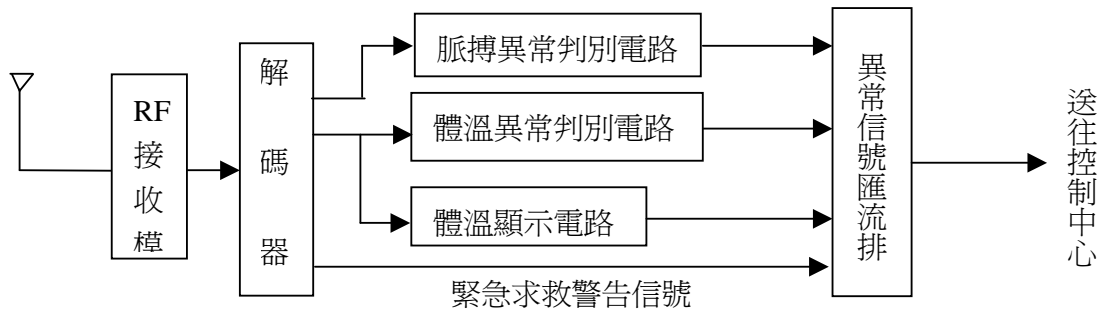 RF
接
收
模
解
碼
器
脈搏異常判別電路
體溫異常判別電路
體溫顯示電路
緊急求救警告信號
異常信號匯流排
送往控制中心